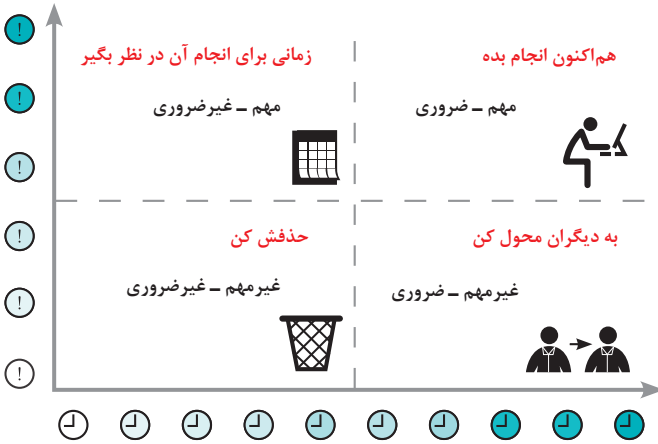 هم‌اکنون انجام بده
مهم ـ ضروری
زمانی برای انجام آن در نظر بگیر
مهم ـ غیرضروری
به دیگران محول کن
غیرمهم ـ ضروری
حذفش کن
غیرمهم ـ غیرضروری
!
!
!
!
!
!